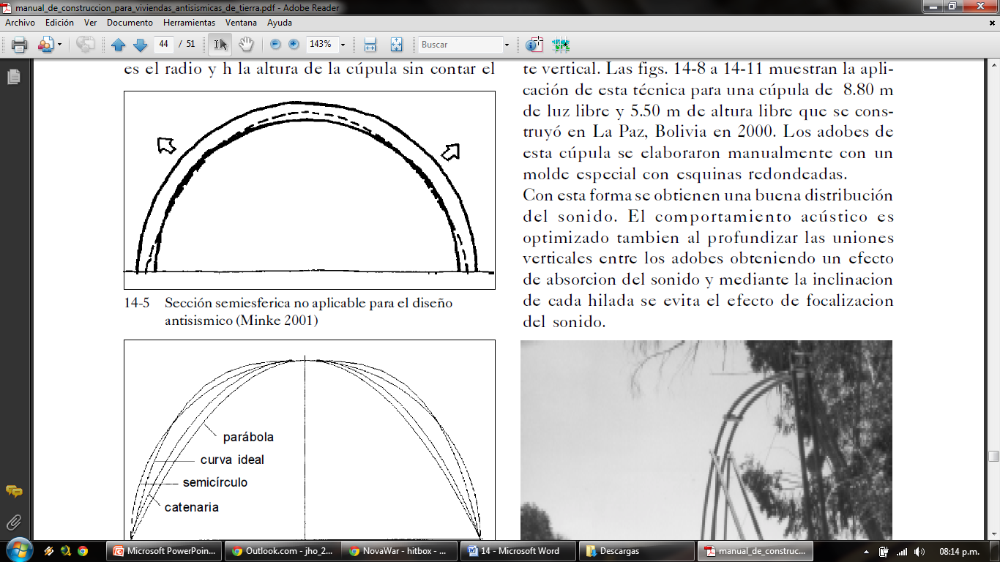 manual_de_construccion_para_viviendas_antisismicas_de_tierra.pdf - Adobe Reader
Archivo Edición Ver Documento Herramientas Ventana Ayuda
44 / 51 143% Buscar
es el radio y h la altura de la cúpula sin contar el
14-5 Sección semiesferica no aplicable para el diseño
antisismico (Minke 2001)
parábola
curva ideal
semicírculo
catenaria
te vertical. Las figs. 14-8 a 14-11 muestran la apli-
cación de esta técnica para una cúpula de 8.80 m
de luz libre y 5.50 m de altura libre que se cons-
truyó en La Paz, Bolivia en 2000. Los adobes de
esta cúpula se elaboraron manualmente con un
molde especial con esquinas redondeadas.
Con esta forma se obtienen una buena distribución
del sonido. El comportamiento acústico es
optimizado tambien al profundizar las uniones
verticales entre los adobes obteniendo un efecto
de absorcion del sonido y mediante la inclinacion
de cada hilada se evita el efecto de focalizacion
del sonido.
Microsoft PowerPoin... Outlook.com - jho_2... NovaWar - hitbox - ... 14 - Microsoft Word Descargas manual_de_construc... 08:14 p.m.